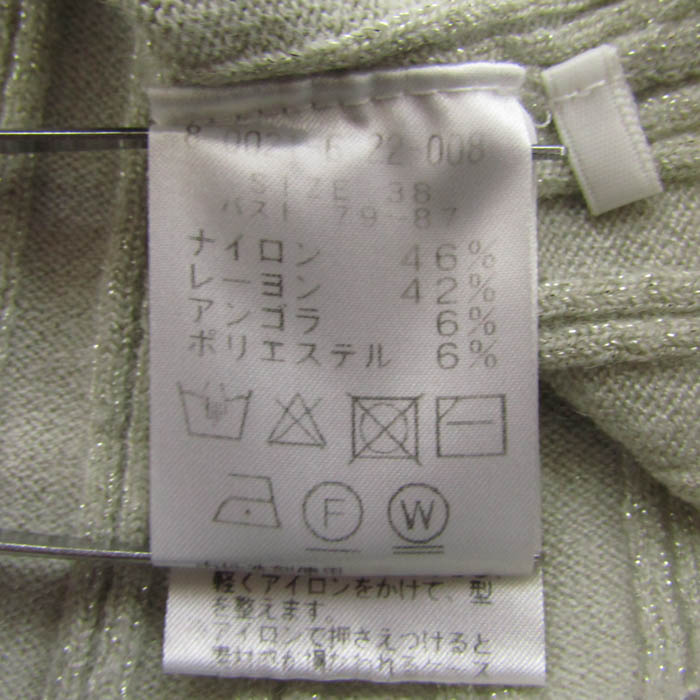 SIZE 38
バスト 79-87
ナイロン 46%
レーヨン 42%
アンゴラ 6%
ポリエステル 6%
F W
軽くアイロンをかけて、型
を整えます。
アイロンで押さえつけると